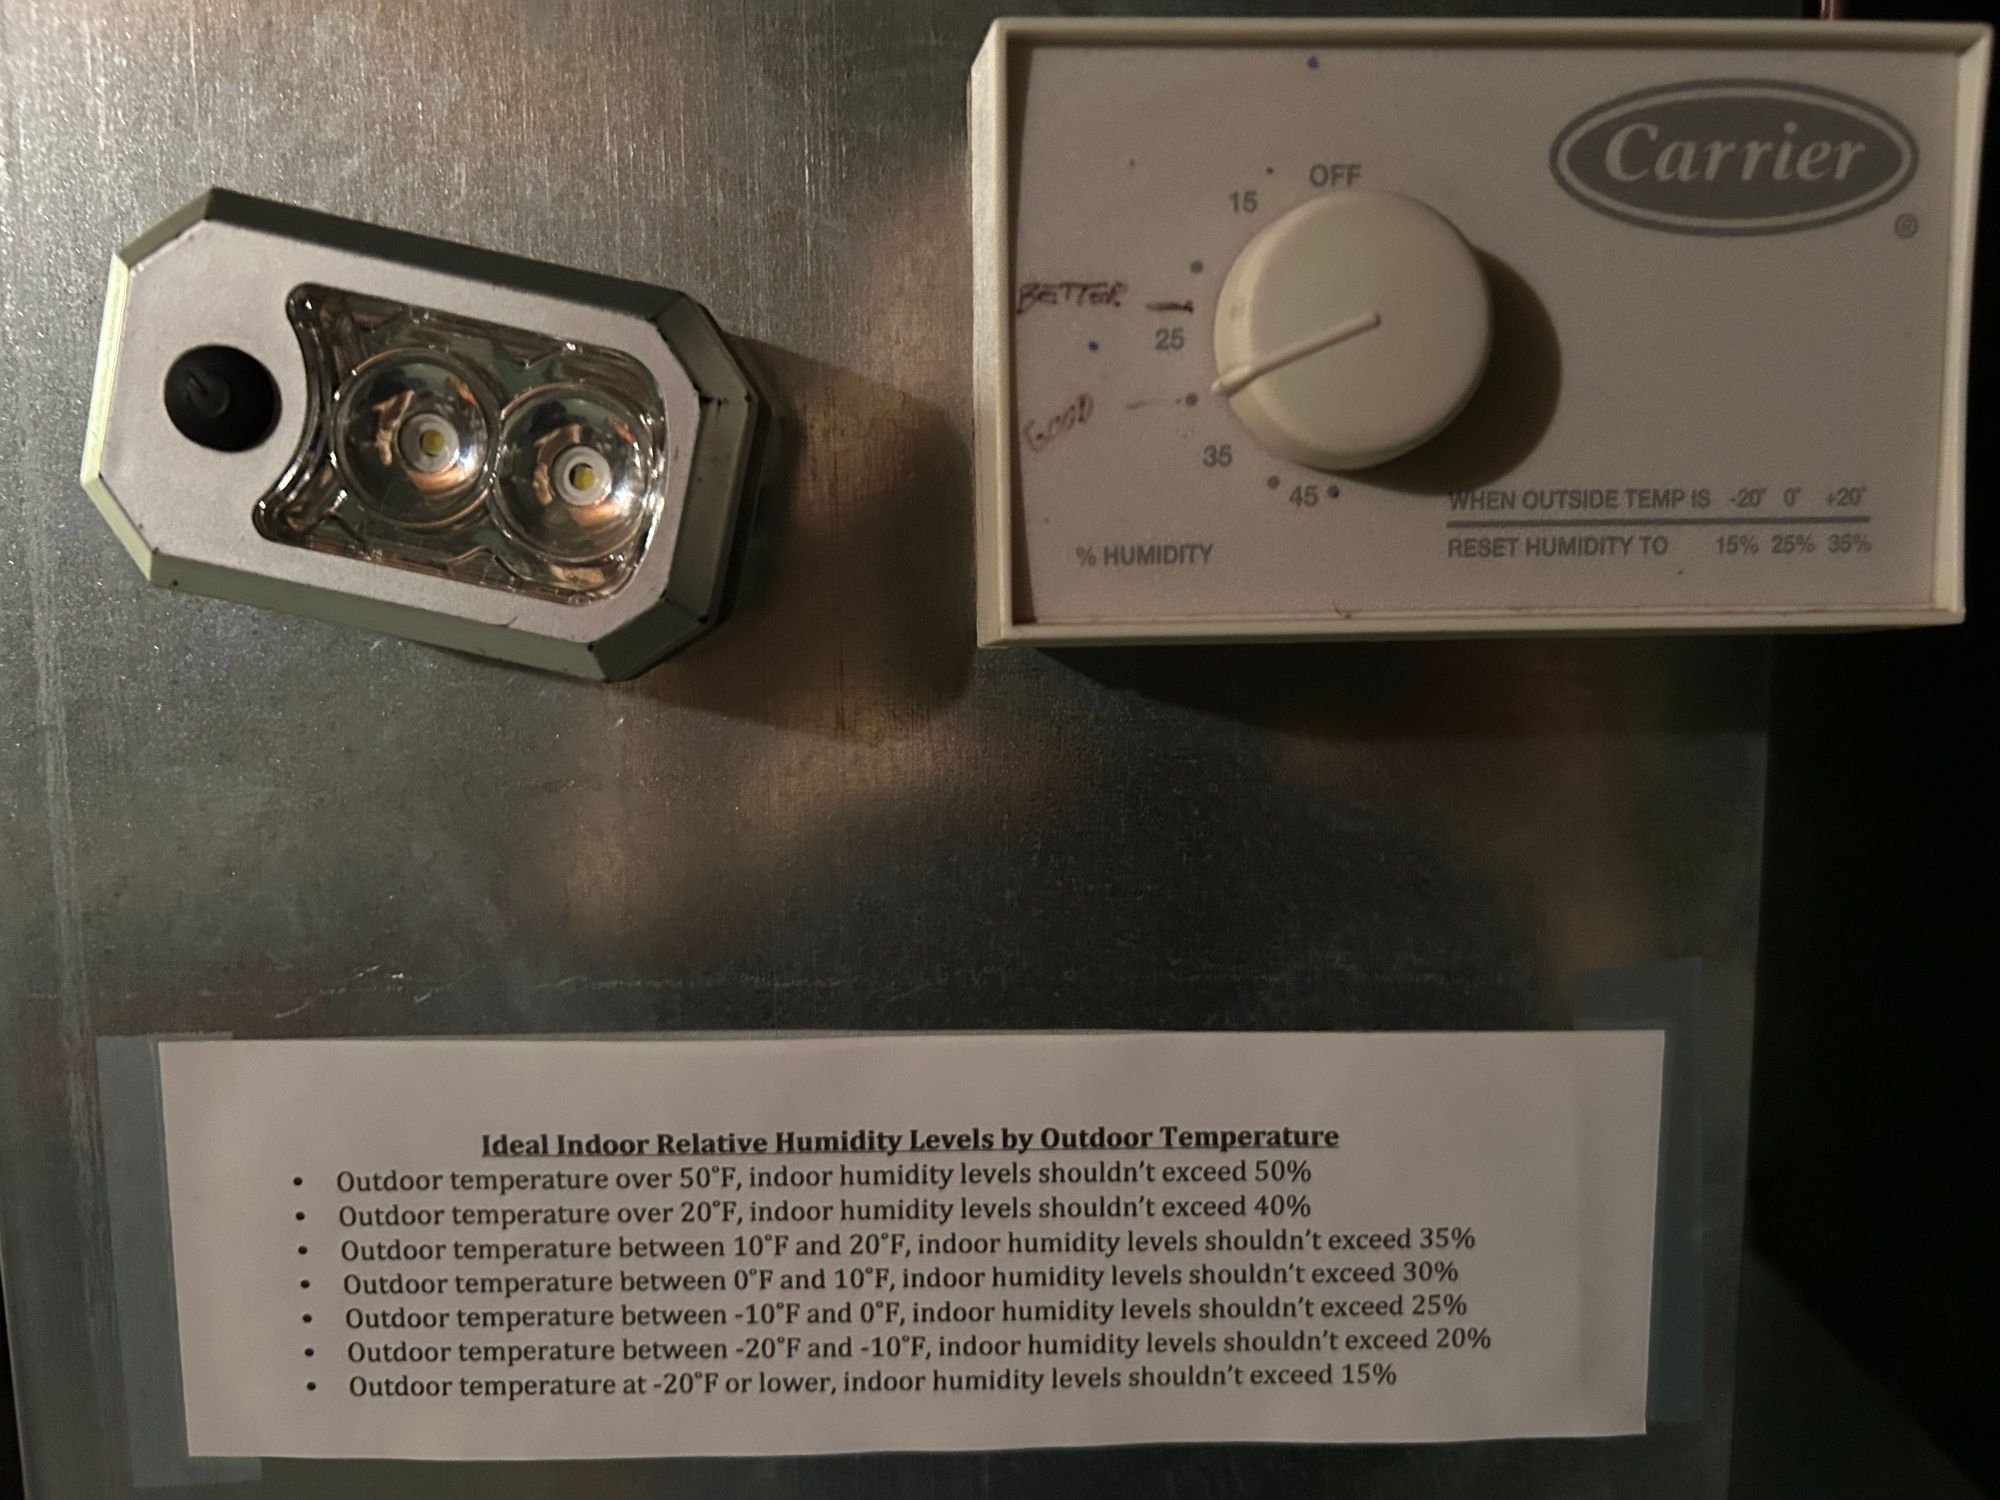 Carrier
®
OFF
15
BETTER
25
GOOD
35
45
% HUMIDITY
WHEN OUTSIDE TEMP IS -20° 0° +20°
RESET HUMIDITY TO 15% 25% 35%
Ideal Indoor Relative Humidity Levels by Outdoor Temperature
• Outdoor temperature over 50°F, indoor humidity levels shouldn't exceed 50%
• Outdoor temperature over 20°F, indoor humidity levels shouldn't exceed 40%
• Outdoor temperature between 10°F and 20°F, indoor humidity levels shouldn't exceed 35%
• Outdoor temperature between 0°F and 10°F, indoor humidity levels shouldn't exceed 30%
• Outdoor temperature between -10°F and 0°F, indoor humidity levels shouldn't exceed 25%
• Outdoor temperature between -20°F and -10°F, indoor humidity levels shouldn't exceed 20%
• Outdoor temperature at -20°F or lower, indoor humidity levels shouldn't exceed 15%